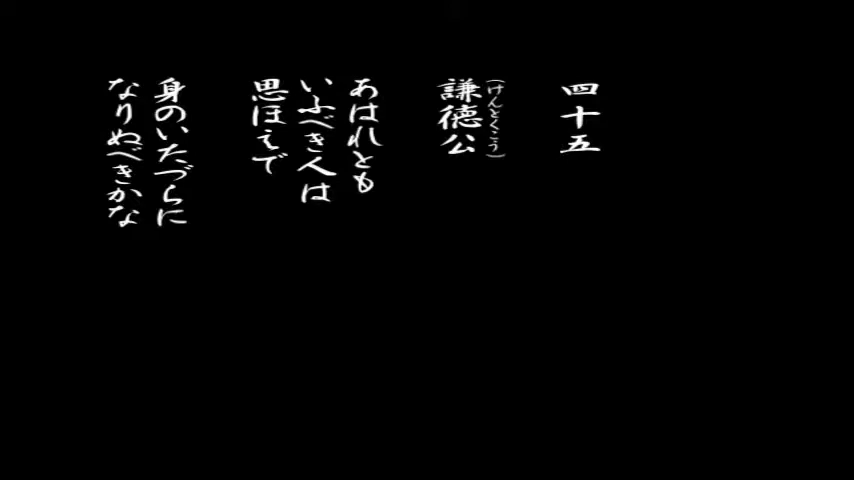 四十五
謙徳公
(けんとくこう)
あはれとも
いふべき人は
思ほえで
身のいたづらに
なりぬべきかな